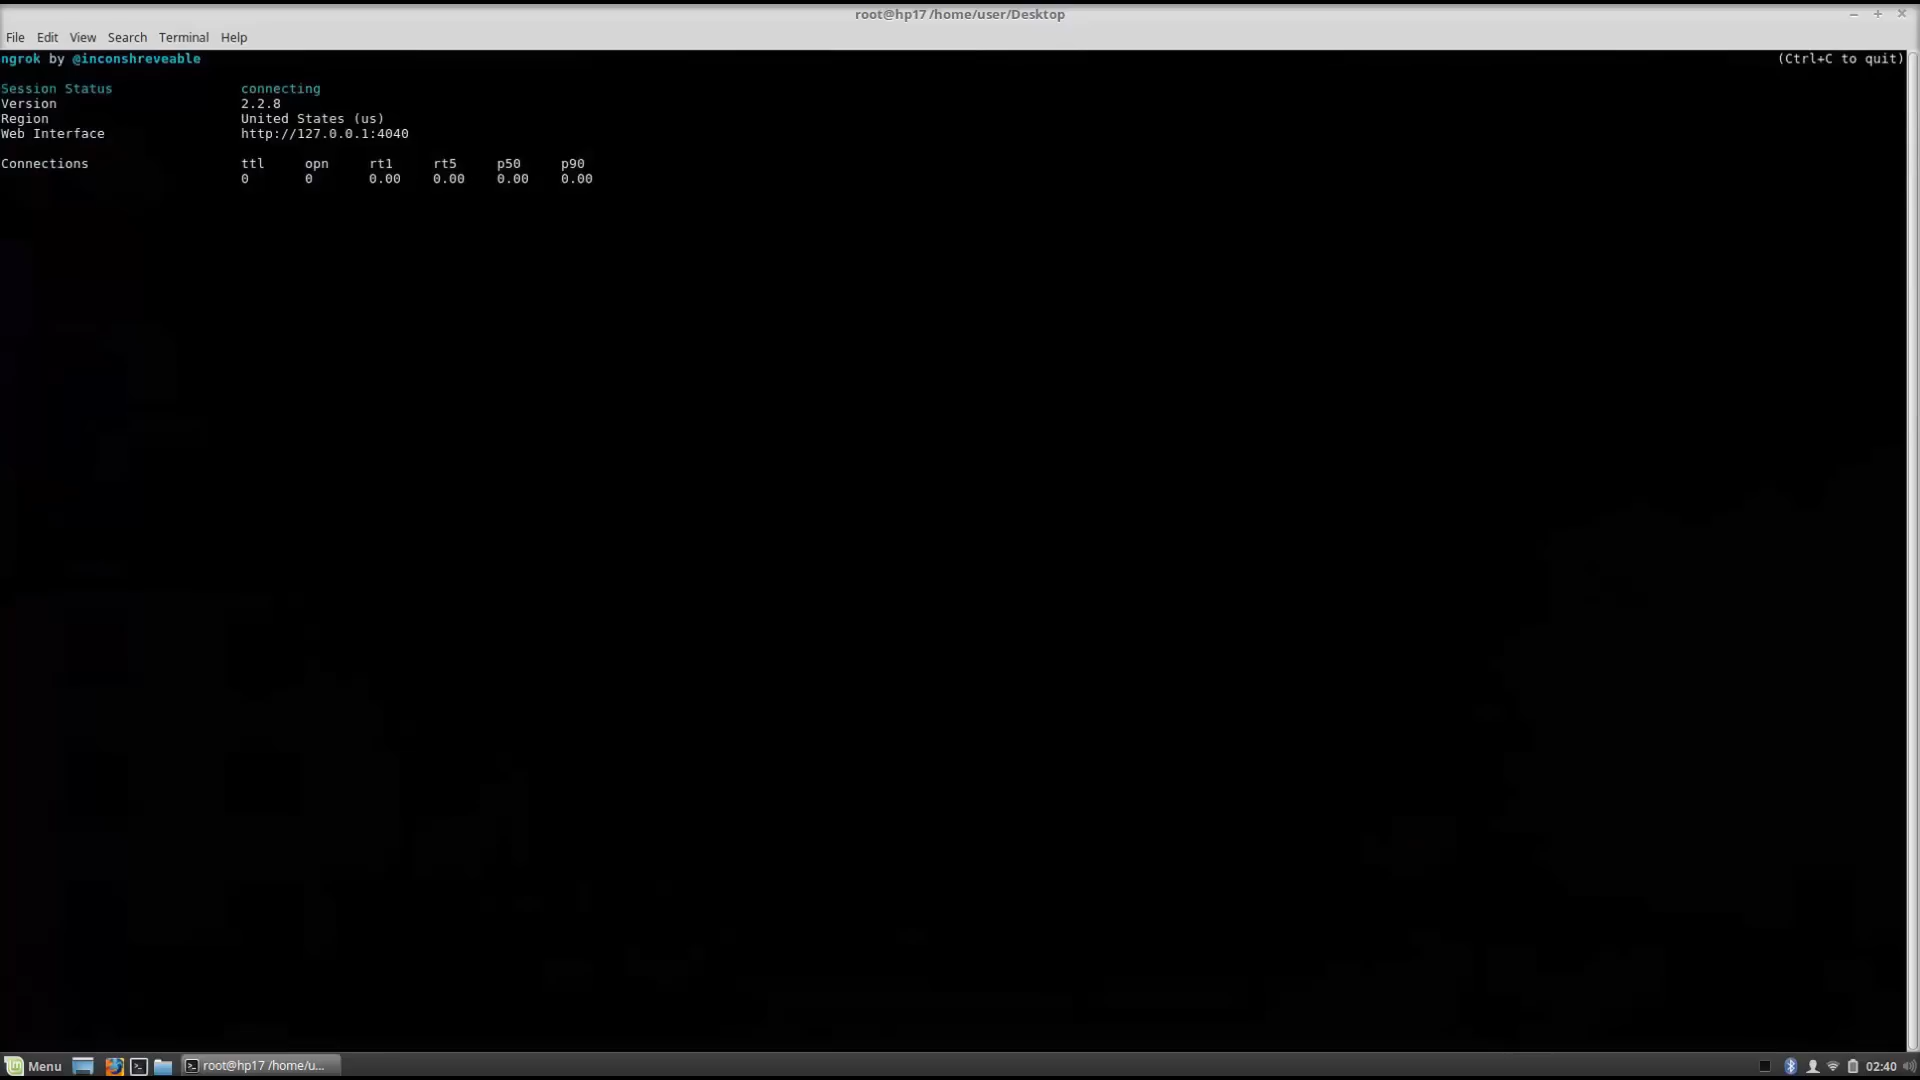 root@hp17 /home/user/Desktop
File Edit View Search Terminal Help
ngrok by @inconshreveable (Ctrl+C to quit)
Session Status connecting
Version 2.2.8
Region United States (us)
Web Interface http://127.0.0.1:4040
Connections ttl opn rt1 rt5 p50 p90
0 0 0.00 0.00 0.00 0.00
Menu root@hp17 /home/u... 02:40